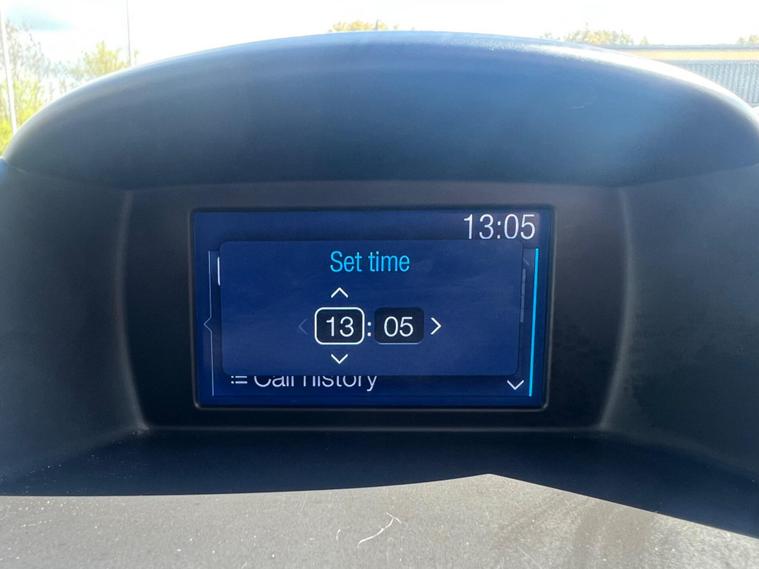 13:05
Set time
13 : 05
Call history